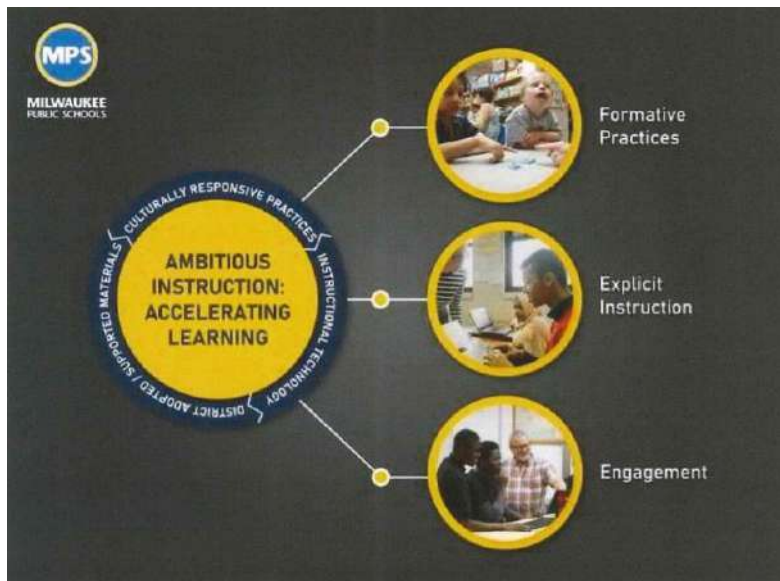 MPS
MILWAUKEE
PUBLIC SCHOOLS
CULTURALLY RESPONSIVE PRACTICES
INSTRUCTIONAL TECHNOLOGY
DISTRICT ADOPTED / SUPPORTED MATERIALS
AMBITIOUS
INSTRUCTION:
ACCELERATING
LEARNING
Formative
Practices
Explicit
Instruction
Engagement